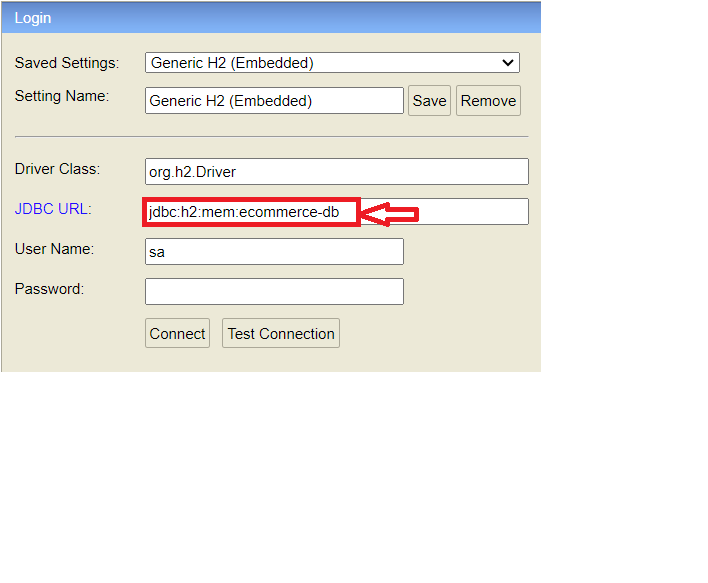 Login
Saved Settings: Generic H2 (Embedded)
Setting Name: Generic H2 (Embedded) Save Remove
Driver Class: org.h2.Driver
JDBC URL: jdbc:h2:mem:ecommerce-db
User Name: sa
Password:
Connect Test Connection